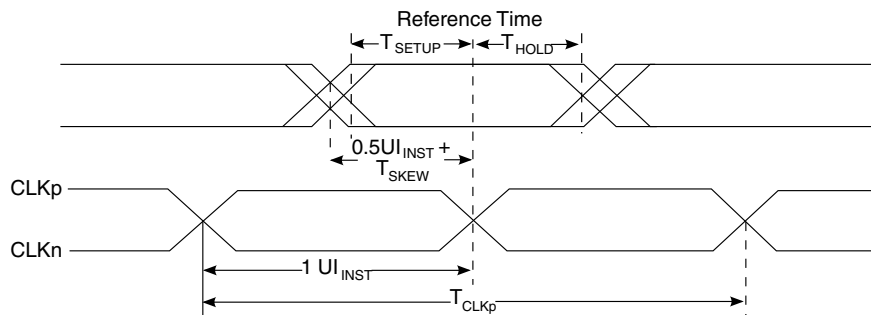 Reference Time
TSETUP THOLD
0.5UIINST +
TSKEW
CLKp
CLKn
1 UIINST
TCLKp